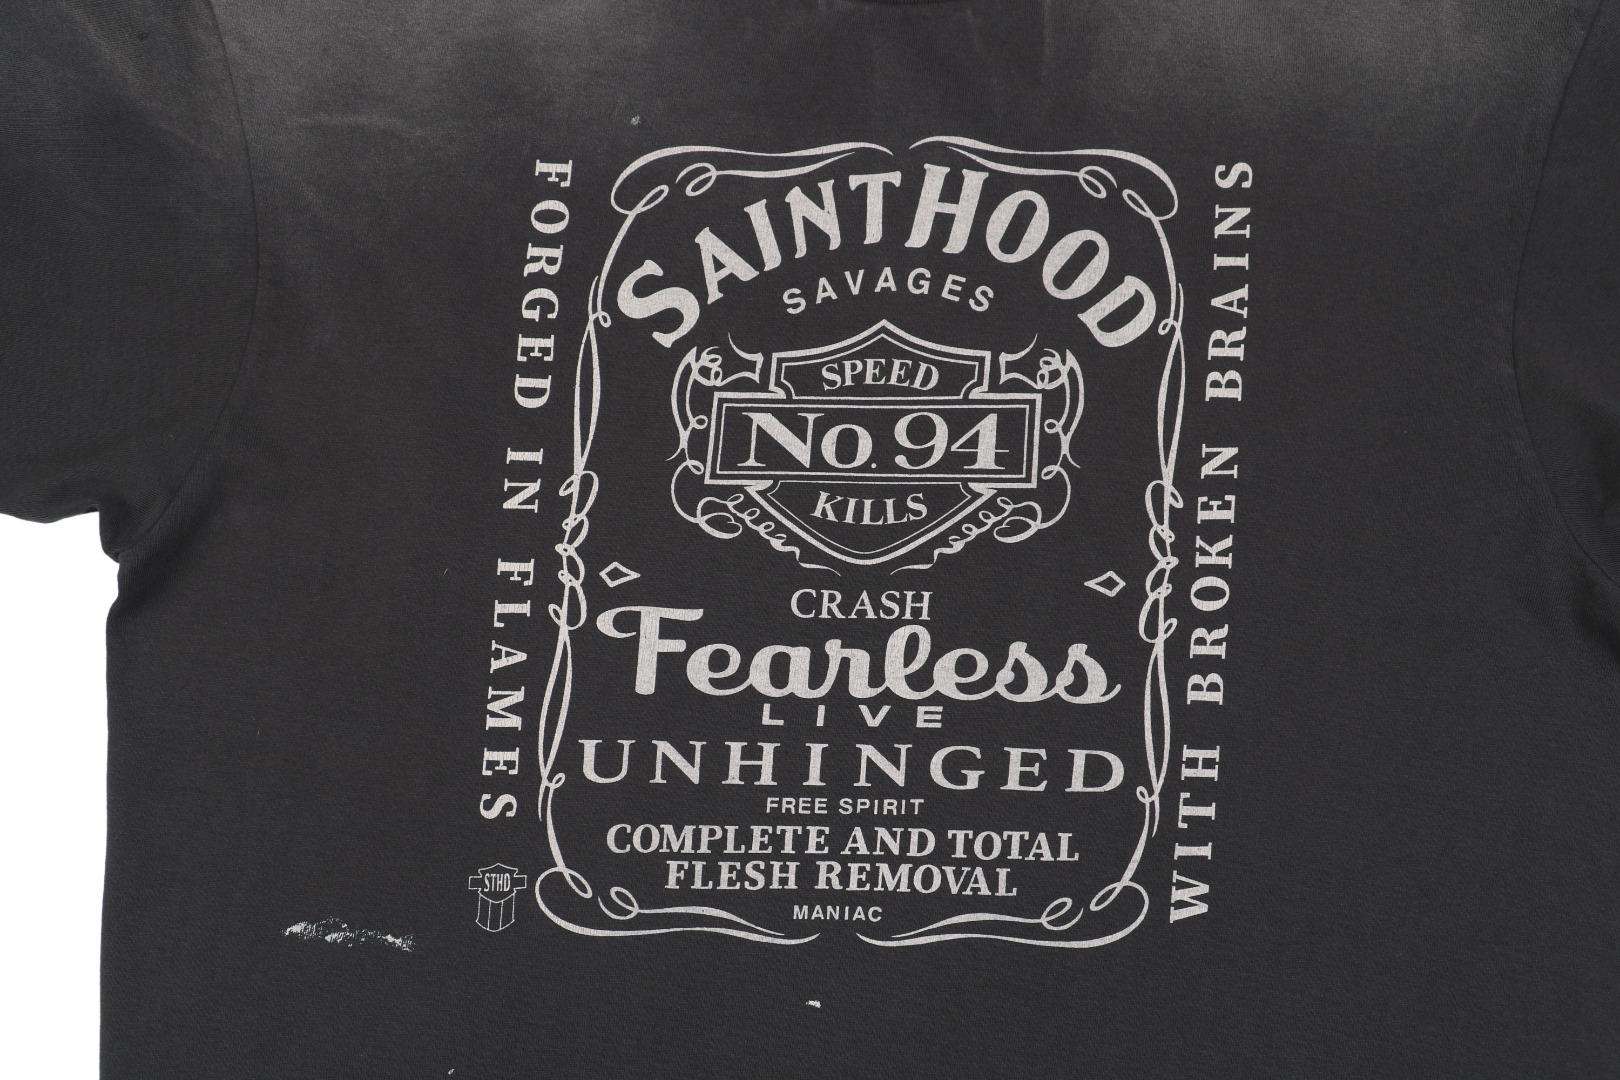 FORGED IN FLAMES
SAINTHOOD
SAVAGES
SPEED
No. 94
KILLS
CRASH
Fearless
LIVE
UNHINGED
FREE SPIRIT
COMPLETE AND TOTAL
FLESH REMOVAL
MANIAC
WITH BROKEN BRAINS
STHD